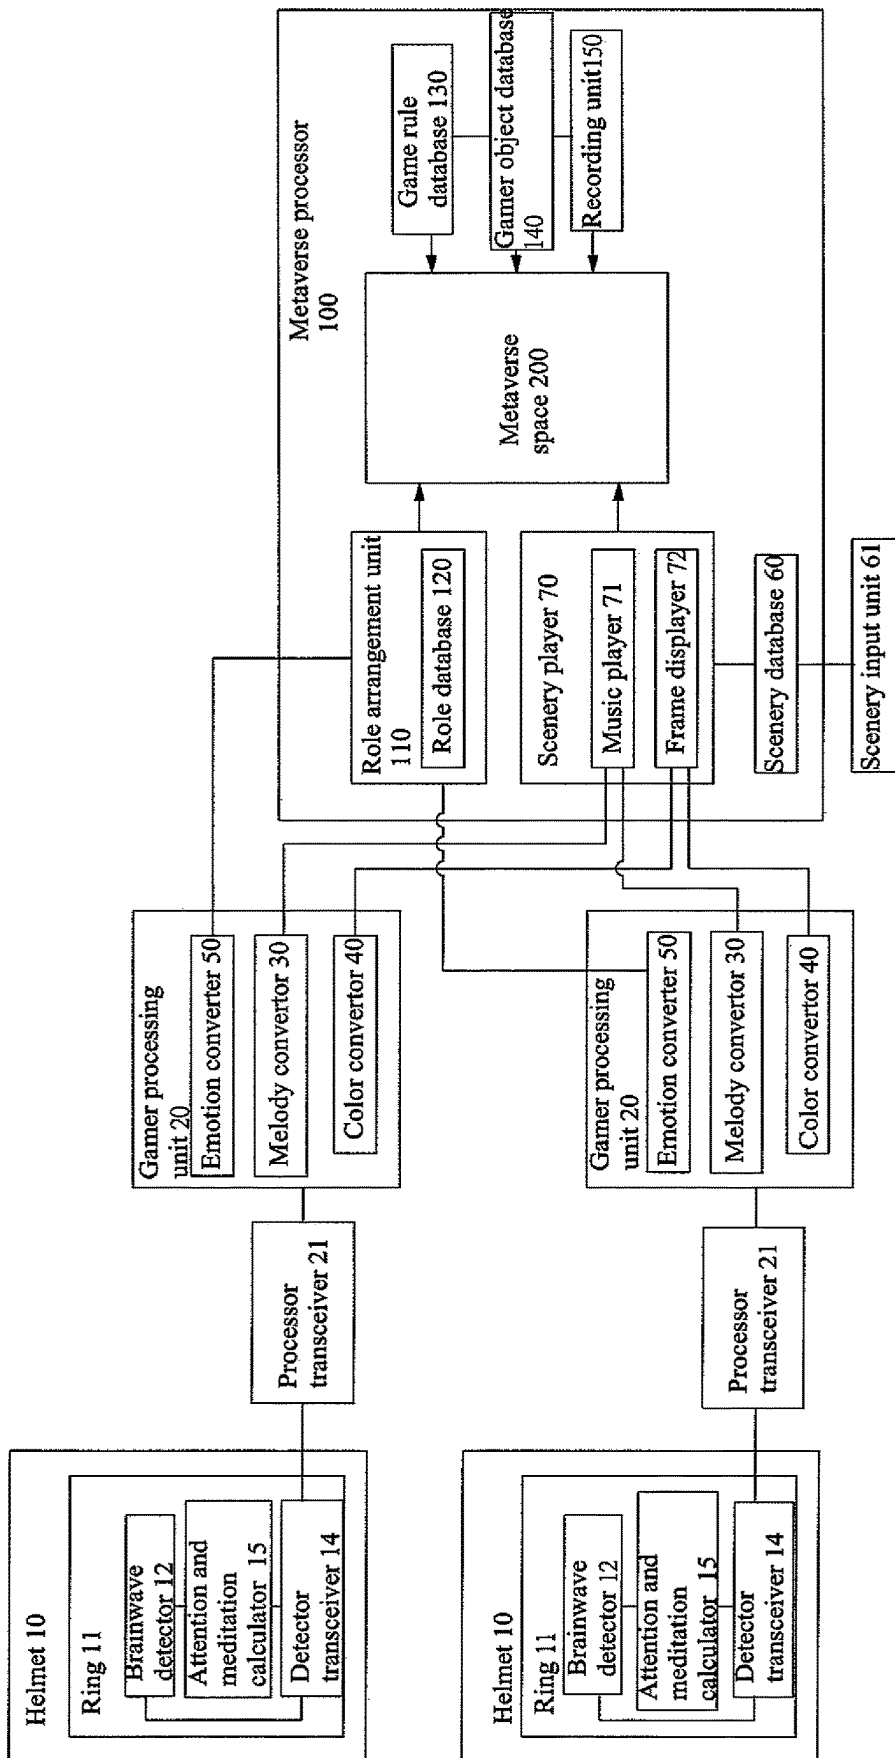 Helmet 10
Ring 11
Brainwave
detector 12
Attention and
meditation
calculator 15
Detector
transceiver 14
Processor
transceiver 21
Gamer processing
unit 20
Emotion converter 50
Melody convertor 30
Color convertor 40
Helmet 10
Ring 11
Brainwave
detector 12
Attention and
meditation
calculator 15
Detector
transceiver 14
Processor
transceiver 21
Gamer processing
unit 20
Emotion converter 50
Melody convertor 30
Color convertor 40
Metaverse processor
100
Role arrangement unit
110
Role database 120
Scenery player 70
Music player 71
Frame displayer 72
Scenery database 60
Scenery input unit 61
Metaverse
space 200
Game rule
database 130
Gamer object database
140
Recording unit150